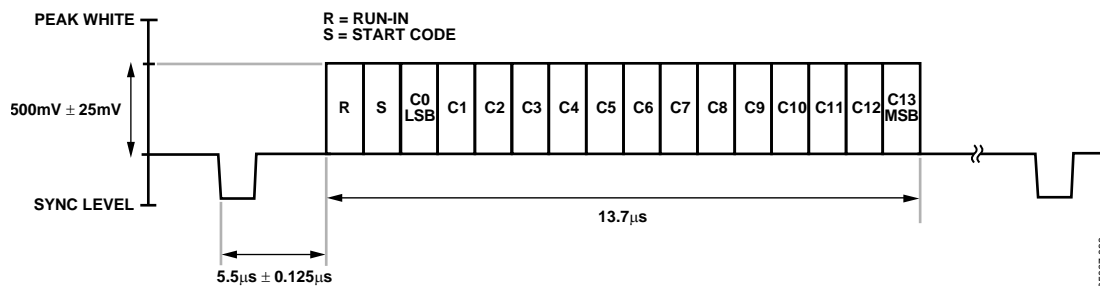 PEAK WHITE
R = RUN-IN
S = START CODE
500mV ± 25mV
R
S
C0
LSB
C1
C2
C3
C4
C5
C6
C7
C8
C9
C10
C11
C12
C13
MSB
SYNC LEVEL
13.7μs
5.5μs ± 0.125μs